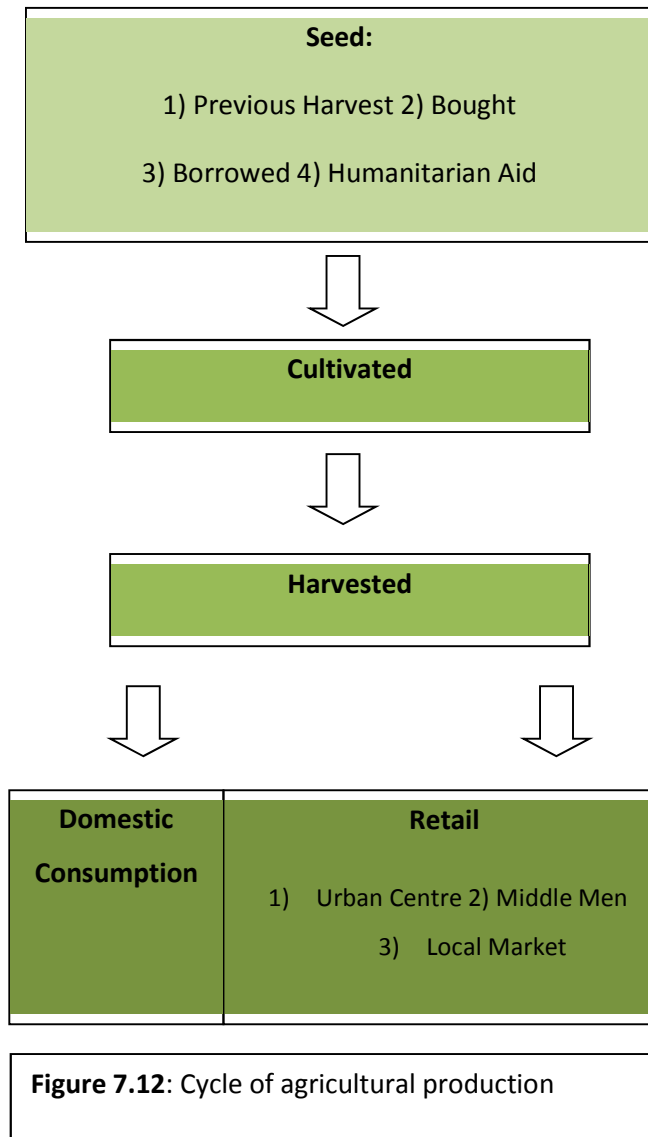 Seed:
1) Previous Harvest 2) Bought
3) Borrowed 4) Humanitarian Aid
Cultivated
Harvested
Domestic
Consumption
Retail
1) Urban Centre 2) Middle Men
3) Local Market
Figure 7.12: Cycle of agricultural production